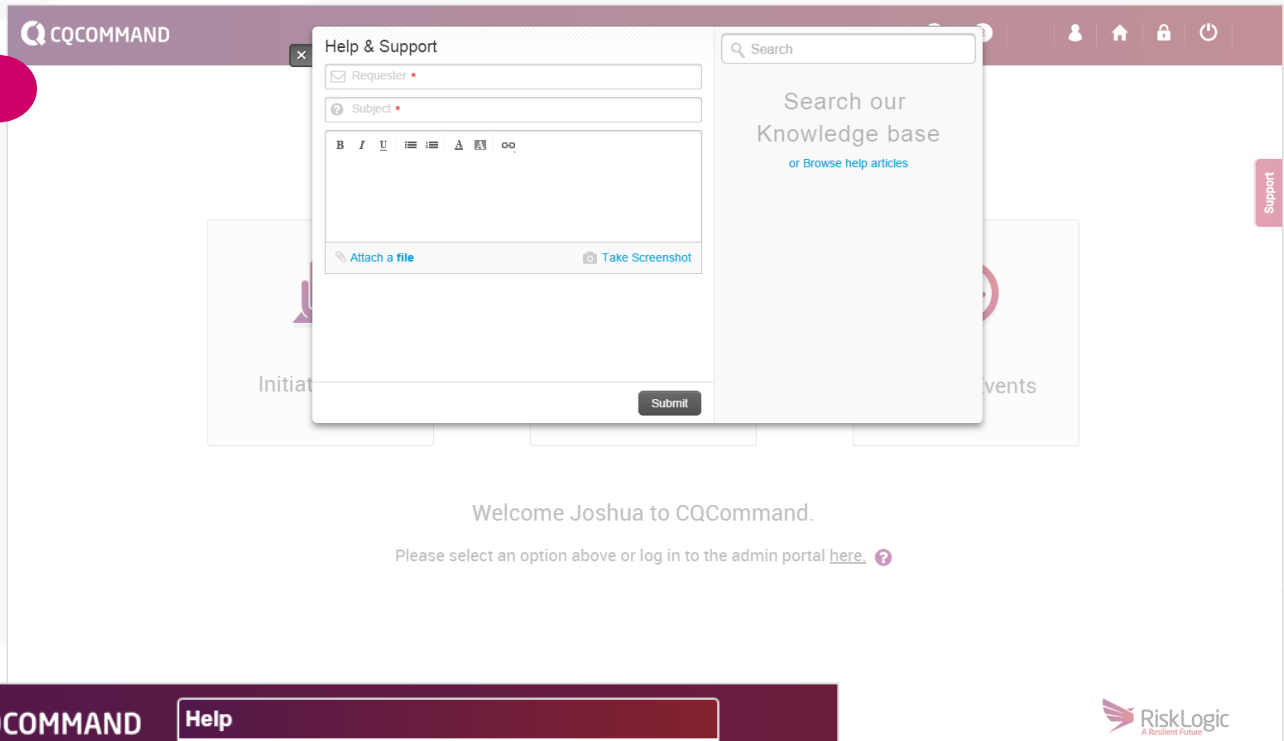 CQCOMMAND
Help & Support
Requester *
Subject *
B I U A A
Attach a file
Take Screenshot
Submit
Search
Search our
Knowledge base
or Browse help articles
Support
Initiat
vents
Welcome Joshua to CQCommand.
Please select an option above or log in to the admin portal here.
COMMAND
Help
RiskLogic
A Resilient Future